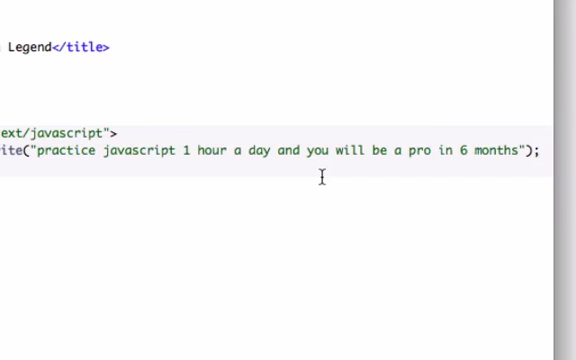 Legend</title>
ext/javascript">
ite("practice javascript 1 hour a day and you will be a pro in 6 months");